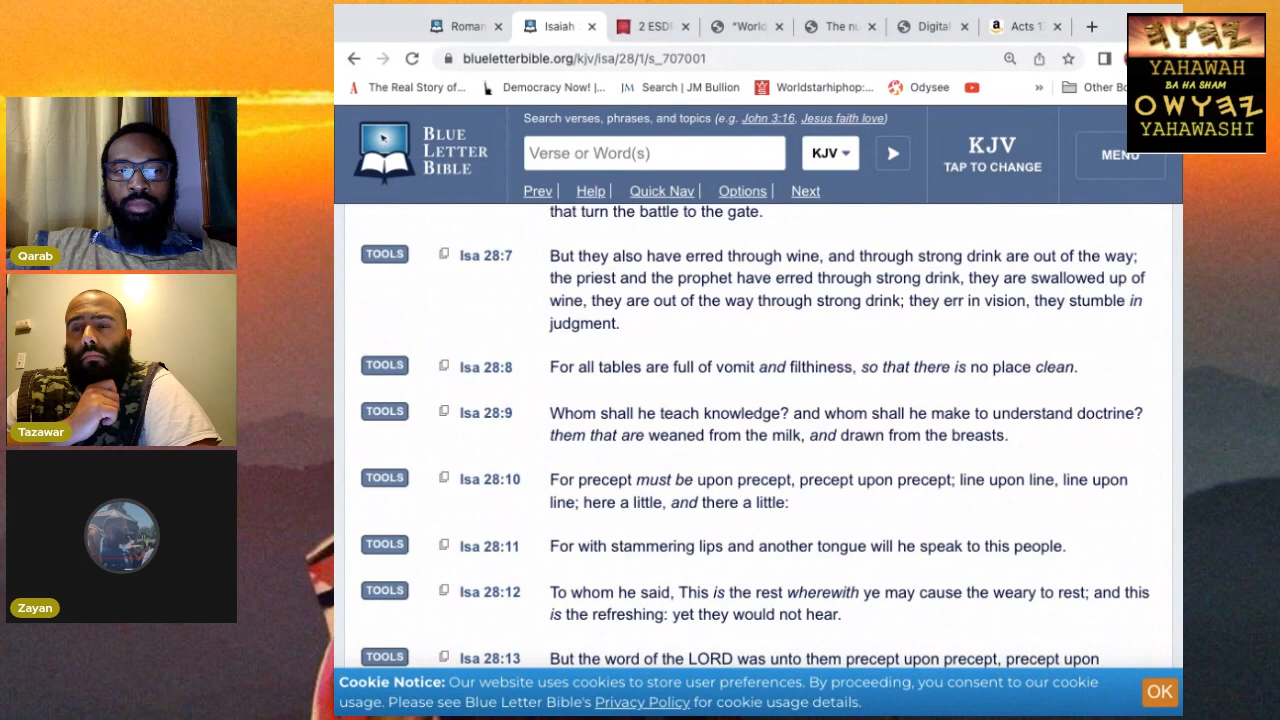 Roman
Isaiah
2 ESDI
"World
The nu
Digital
Acts 1
blueletterbible.org/kjv/isa/28/1/s_707001
The Real Story of...
Democracy Now! |...
JM Search | JM Bullion
Worldstarhiphop:...
Odysee
»
Other Bo
YAHAWAH
BA HA SHAM
YAHAWASHI
BLUE
LETTER
BIBLE
Search verses, phrases, and topics (e.g. John 3:16, Jesus faith love)
Verse or Word(s)
KJV
KJV
TAP TO CHANGE
MENU
Prev | Help | Quick Nav | Options | Next
that turn the battle to the gate.
TOOLS Isa 28:7 But they also have erred through wine, and through strong drink are out of the way;
the priest and the prophet have erred through strong drink, they are swallowed up of
wine, they are out of the way through strong drink; they err in vision, they stumble in
judgment.
TOOLS Isa 28:8 For all tables are full of vomit and filthiness, so that there is no place clean.
TOOLS Isa 28:9 Whom shall he teach knowledge? and whom shall he make to understand doctrine?
them that are weaned from the milk, and drawn from the breasts.
TOOLS Isa 28:10 For precept must be upon precept, precept upon precept; line upon line, line upon
line; here a little, and there a little:
TOOLS Isa 28:11 For with stammering lips and another tongue will he speak to this people.
TOOLS Isa 28:12 To whom he said, This is the rest wherewith ye may cause the weary to rest; and this
is the refreshing: yet they would not hear.
TOOLS Isa 28:13 But the word of the LORD was unto them precept upon precept, precept upon
Cookie Notice: Our website uses cookies to store user preferences. By proceeding, you consent to our cookie
usage. Please see Blue Letter Bible's Privacy Policy for cookie usage details.
OK
Qarab
Tazawar
Zayan